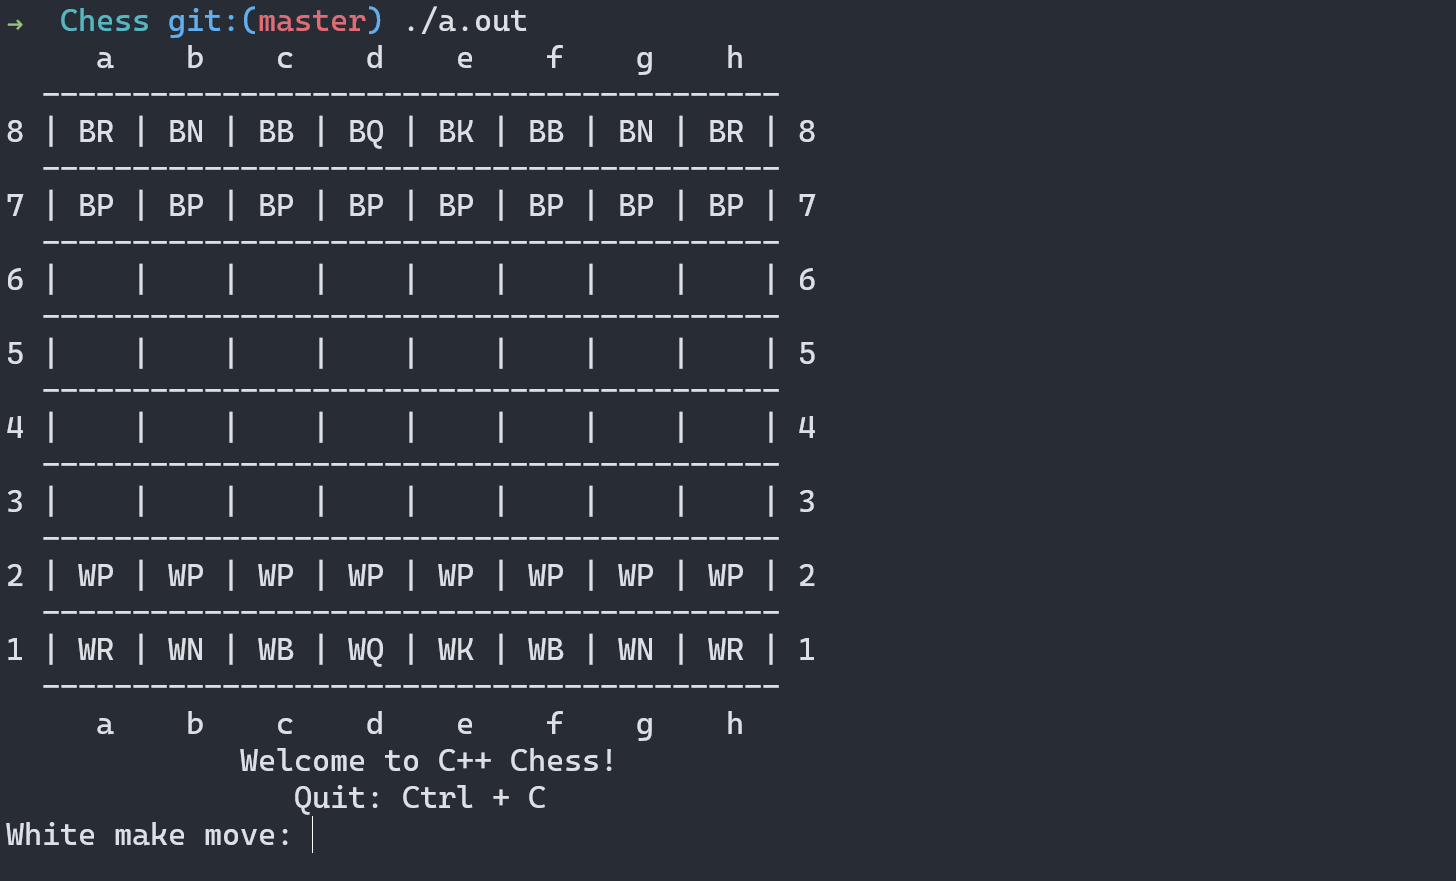 →  Chess git:(master) ./a.out
     a    b    c    d    e    f    g    h
  -----------------------------------------
8 | BR | BN | BB | BQ | BK | BB | BN | BR | 8
  -----------------------------------------
7 | BP | BP | BP | BP | BP | BP | BP | BP | 7
  -----------------------------------------
6 |    |    |    |    |    |    |    |    | 6
  -----------------------------------------
5 |    |    |    |    |    |    |    |    | 5
  -----------------------------------------
4 |    |    |    |    |    |    |    |    | 4
  -----------------------------------------
3 |    |    |    |    |    |    |    |    | 3
  -----------------------------------------
2 | WP | WP | WP | WP | WP | WP | WP | WP | 2
  -----------------------------------------
1 | WR | WN | WB | WQ | WK | WB | WN | WR | 1
  -----------------------------------------
     a    b    c    d    e    f    g    h
             Welcome to C++ Chess!
                Quit: Ctrl + C
White make move: